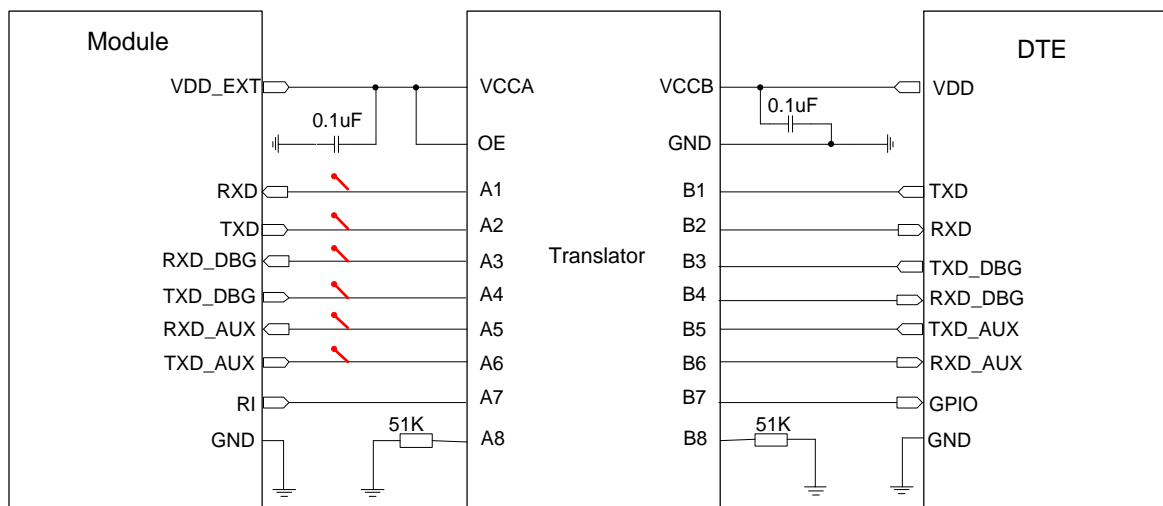 Module
DTE
VDD_EXT
VCCA
VCCB
VDD
0.1uF
0.1uF
OE
GND
RXD
A1
B1
TXD
TXD
A2
B2
RXD
RXD_DBG
A3
Translator
B3
TXD_DBG
TXD_DBG
A4
B4
RXD_DBG
RXD_AUX
A5
B5
TXD_AUX
TXD_AUX
A6
B6
RXD_AUX
RI
A7
B7
GPIO
51K
51K
GND
A8
B8
GND